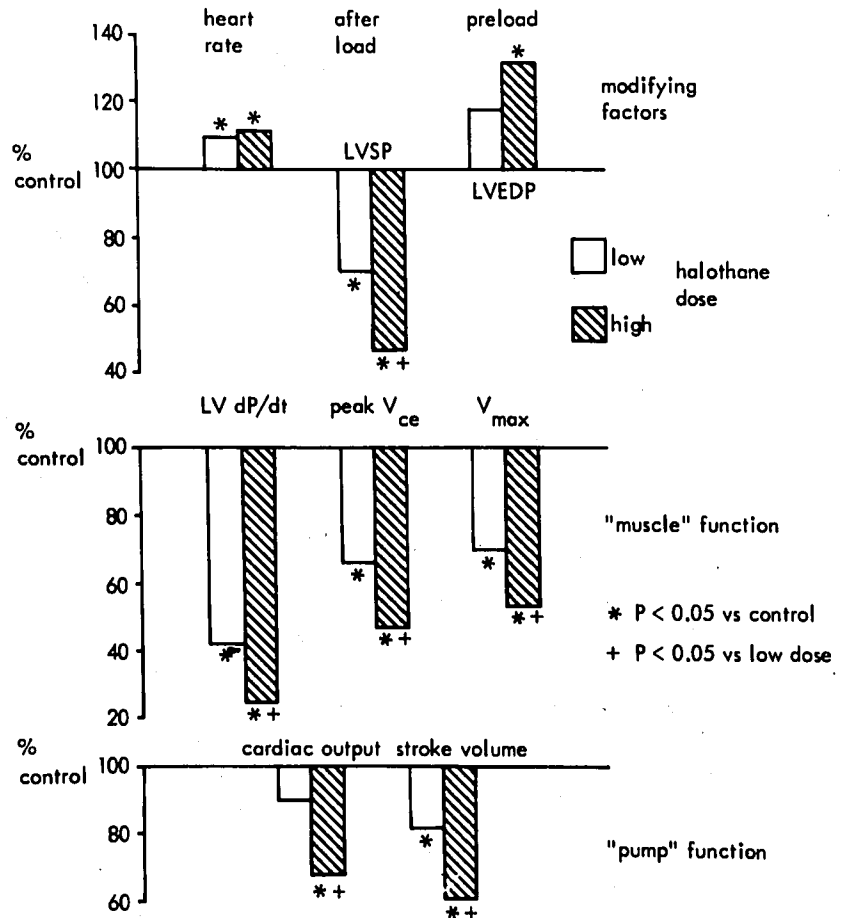 heart rate
after load
preload
140
120
100
80
60
40
% control
* *
*
LVSP
LVEDP
*
* +
modifying factors
low
high
halothane dose
LV dP/dt
peak Vce
Vmax
% control
100
80
60
40
20
*
* +
*
* +
*
* +
"muscle" function
* P < 0.05 vs control
+ P < 0.05 vs low dose
% control
cardiac output
stroke volume
100
80
60
* +
*
* +
"pump" function